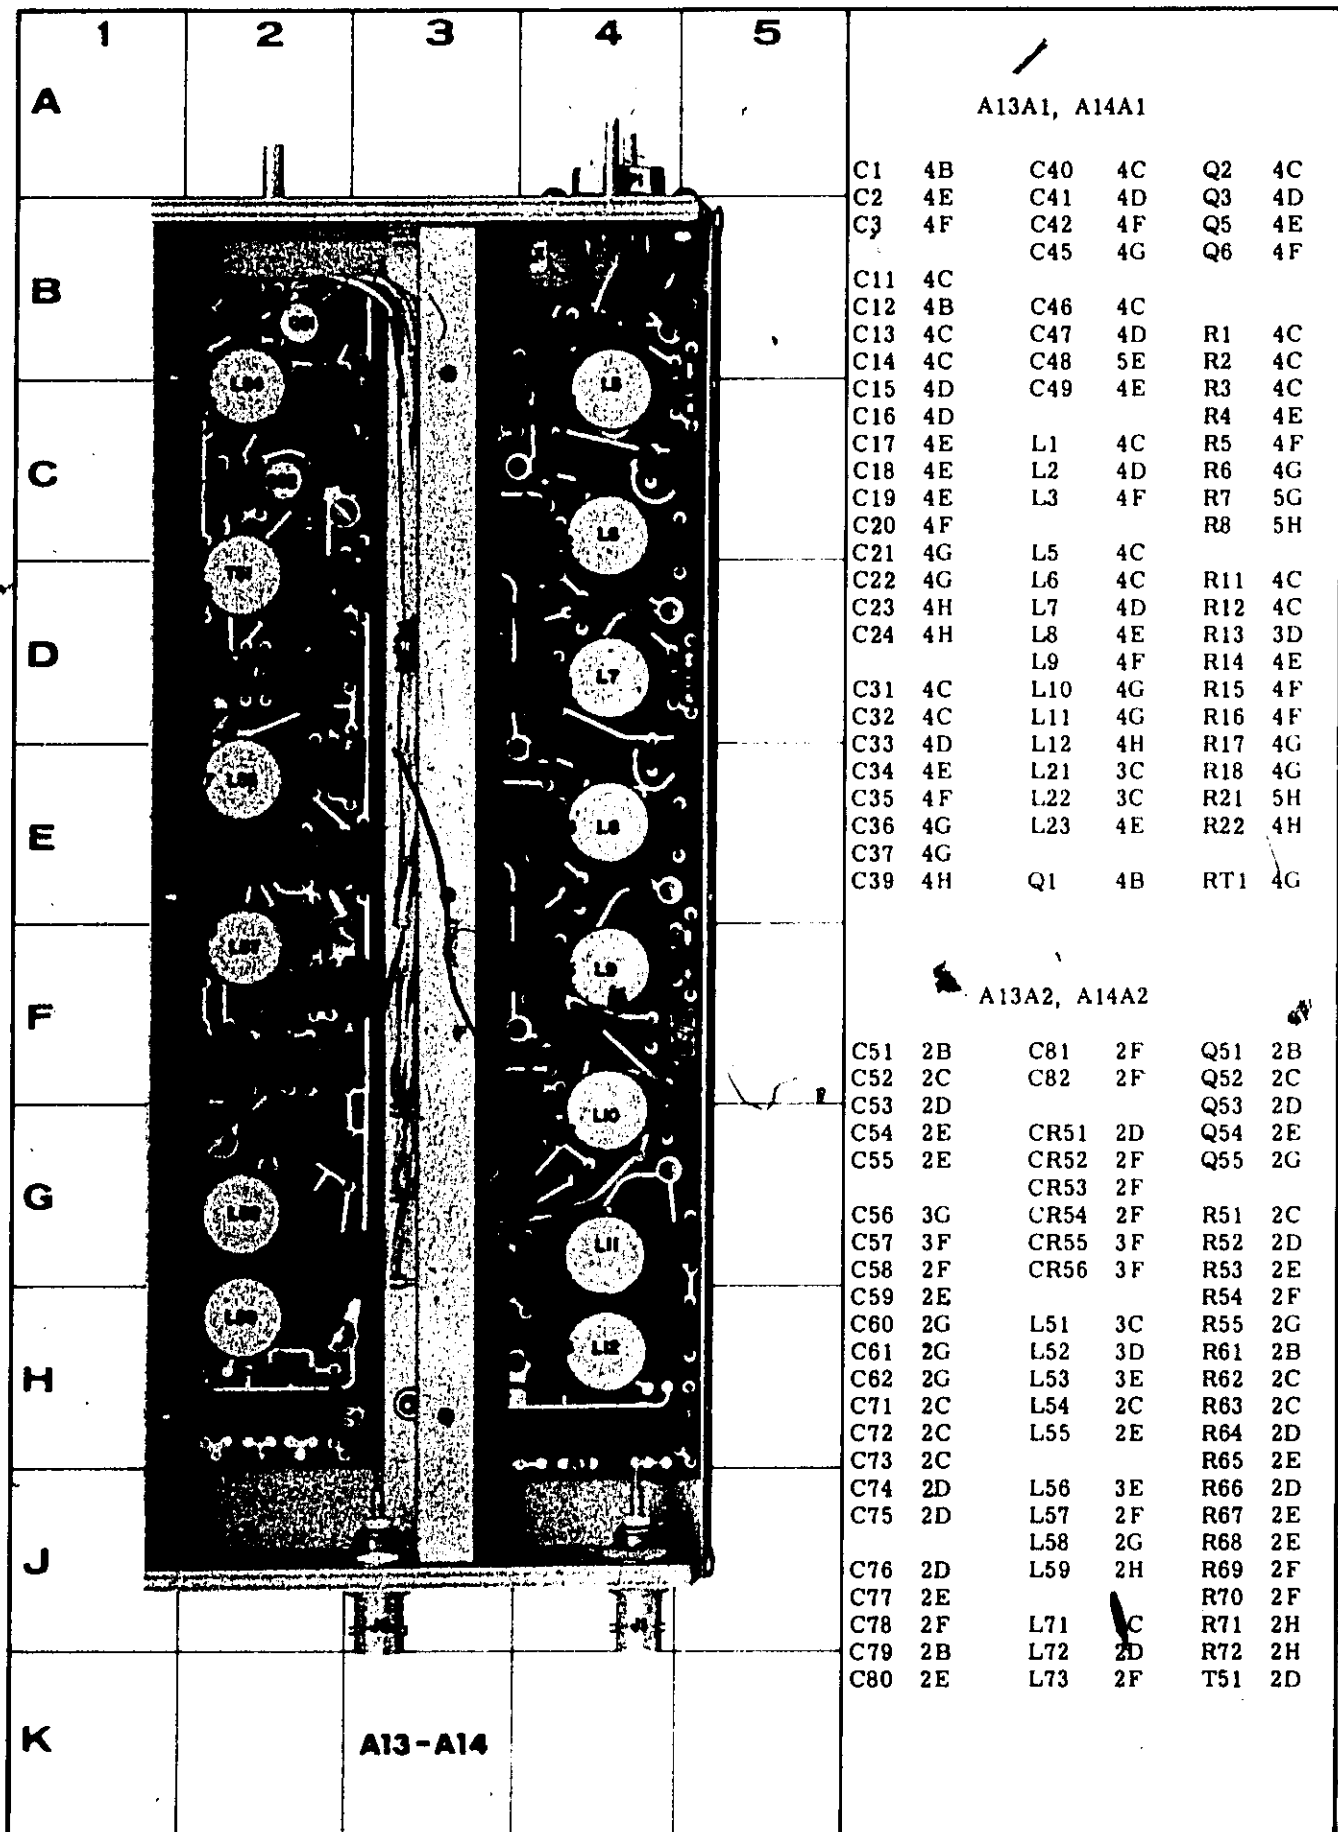 1 2 3 4 5
A
B
C
D
E
F
G
H
J
K
L5
L7
L8
L9
L10
L11
L12
A13-A14
A13A1, A14A1
C1 4B C40 4C Q2 4C
C2 4E C41 4D Q3 4D
C3 4F C42 4F Q5 4E
C45 4G Q6 4F
C11 4C
C12 4B C46 4C
C13 4C C47 4D R1 4C
C14 4C C48 5E R2 4C
C15 4D C49 4E R3 4C
C16 4D R4 4E
C17 4E L1 4C R5 4F
C18 4E L2 4D R6 4G
C19 4E L3 4F R7 5G
C20 4F R8 5H
C21 4G L5 4C
C22 4G L6 4C R11 4C
C23 4H L7 4D R12 4C
C24 4H L8 4E R13 3D
L9 4F R14 4E
C31 4C L10 4G R15 4F
C32 4C L11 4G R16 4F
C33 4D L12 4H R17 4G
C34 4E L21 3C R18 4G
C35 4F L22 3C R21 5H
C36 4G L23 4E R22 4H
C37 4G
C39 4H Q1 4B RT1 4G
A13A2, A14A2
C51 2B C81 2F Q51 2B
C52 2C C82 2F Q52 2C
C53 2D Q53 2D
C54 2E CR51 2D Q54 2E
C55 2E CR52 2F Q55 2G
CR53 2F
C56 3G CR54 2F R51 2C
C57 3F CR55 3F R52 2D
C58 2F CR56 3F R53 2E
C59 2E R54 2F
C60 2G L51 3C R55 2G
C61 2G L52 3D R61 2B
C62 2G L53 3E R62 2C
C71 2C L54 2C R63 2C
C72 2C L55 2E R64 2D
C73 2C R65 2E
C74 2D L56 3E R66 2D
C75 2D L57 2F R67 2E
L58 2G R68 2E
C76 2D L59 2H R69 2F
C77 2E R70 2F
C78 2F L71 C R71 2H
C79 2B L72 2D R72 2H
C80 2E L73 2F T51 2D